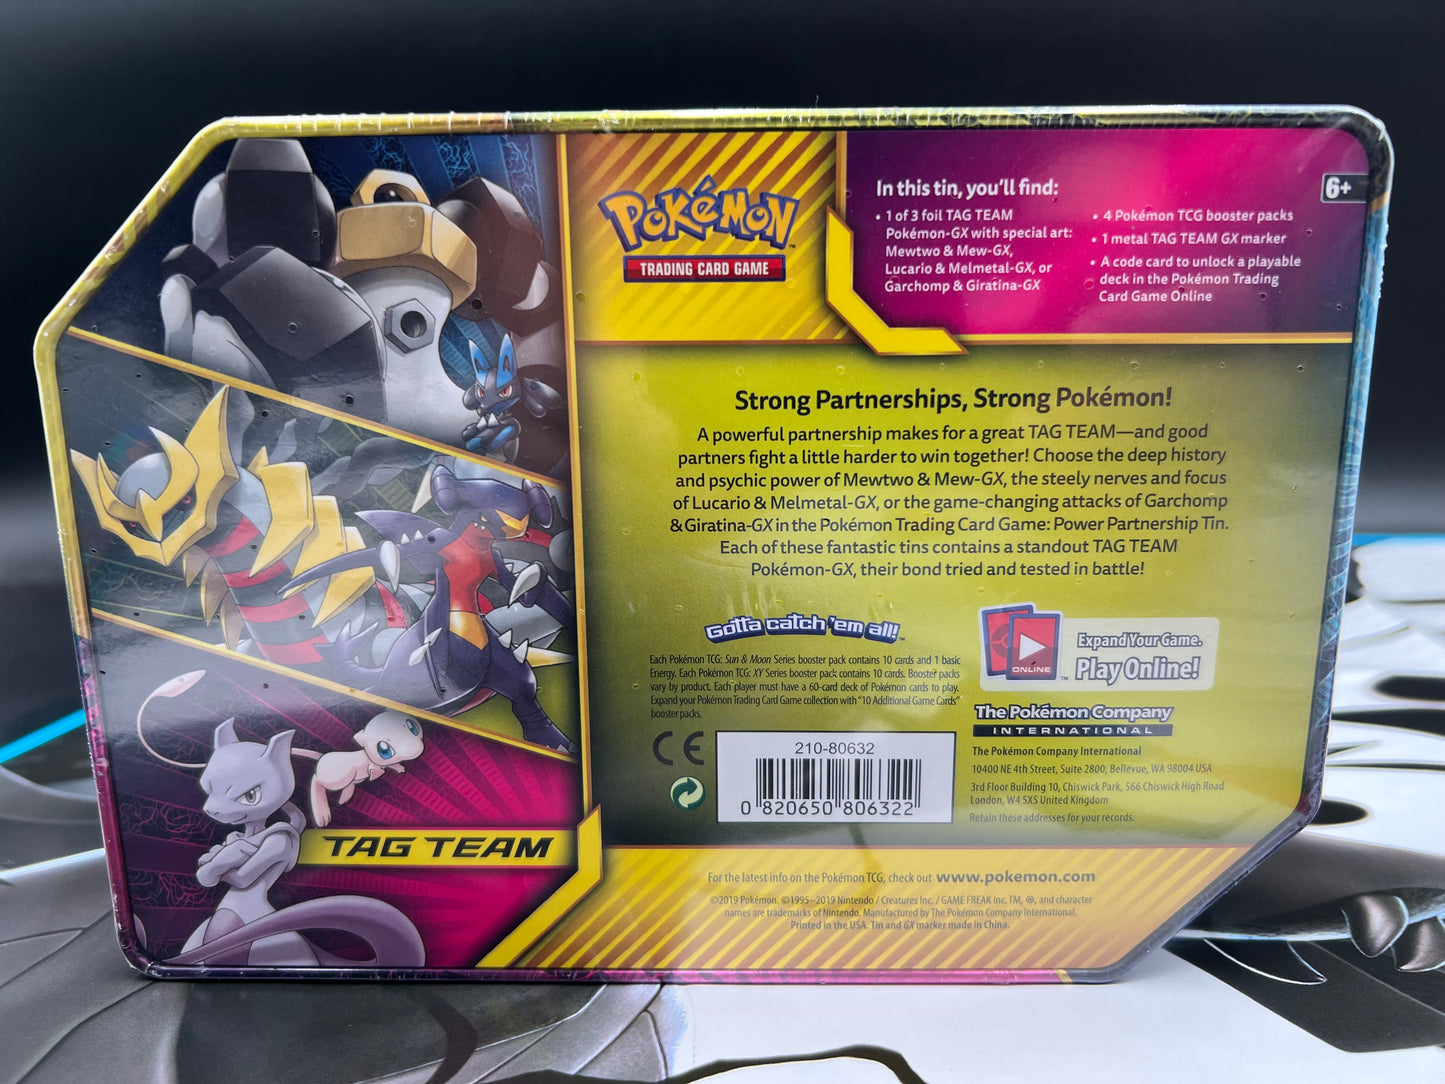 Pokémon
TRADING CARD GAME
In this tin, you'll find:
• 1 of 3 foil TAG TEAM
Pokémon-GX with special art:
Mewtwo & Mew-GX,
Lucario & Melmetal-GX, or
Garchomp & Giratina-GX
• 4 Pokémon TCG booster packs
• 1 metal TAG TEAM GX marker
• A code card to unlock a playable
deck in the Pokémon Trading
Card Game Online
6+
Strong Partnerships, Strong Pokémon!
A powerful partnership makes for a great TAG TEAM—and good
partners fight a little harder to win together! Choose the deep history
and psychic power of Mewtwo & Mew-GX, the steely nerves and focus
of Lucario & Melmetal-GX, or the game-changing attacks of Garchomp
& Giratina-GX in the Pokémon Trading Card Game: Power Partnership Tin.
Each of these fantastic tins contains a standout TAG TEAM
Pokémon-GX, their bond tried and tested in battle!
Gotta catch 'em all!™
Each Pokémon TCG: Sun & Moon Series booster pack contains 10 cards and 1 basic
Energy. Each Pokémon TCG: XY Series booster pack contains 10 cards. Booster packs
vary by product. Each player must have a 60-card deck of Pokémon cards to play.
Expand your Pokémon Trading Card Game collection with "10 Additional Game Cards"
booster packs.
CE
210-80632
0 820650 806322
ONLINE
™
Expand Your Game.
Play Online!
The Pokémon Company
INTERNATIONAL
The Pokémon Company International
10400 NE 4th Street, Suite 2800, Bellevue, WA 98004 USA
3rd Floor Building 10, Chiswick Park, 566 Chiswick High Road
London, W4 5XS United Kingdom
Retain these addresses for your records.
TAG TEAM
For the latest info on the Pokémon TCG, check out www.pokemon.com
©2019 Pokémon. ©1995–2019 Nintendo / Creatures Inc. / GAME FREAK inc. TM, ®, and character
names are trademarks of Nintendo. Manufactured by The Pokémon Company International.
Printed in the USA. Tin and GX marker made in China.